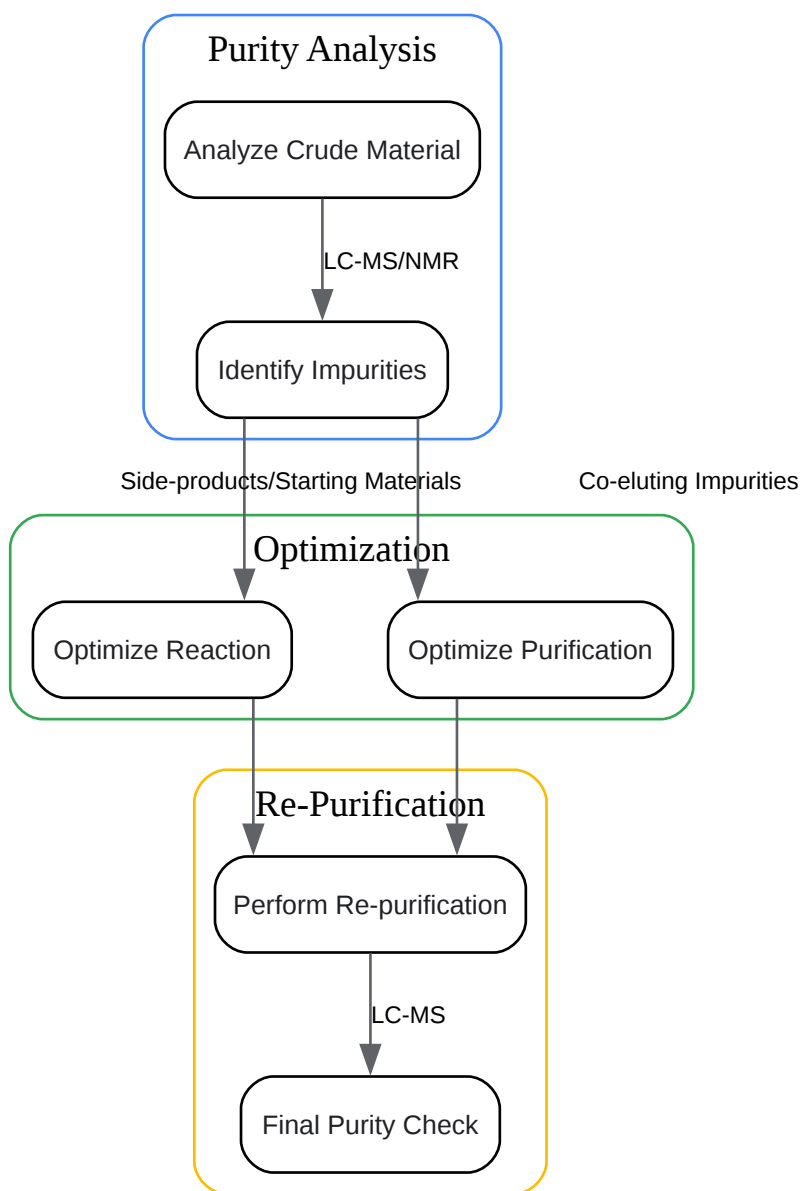 Purity Analysis
Analyze Crude Material
LC-MS/NMR
Identify Impurities
Side-products/Starting Materials
Co-eluting Impurities
Optimization
Optimize Reaction
Optimize Purification
Re-Purification
Perform Re-purification
LC-MS
Final Purity Check